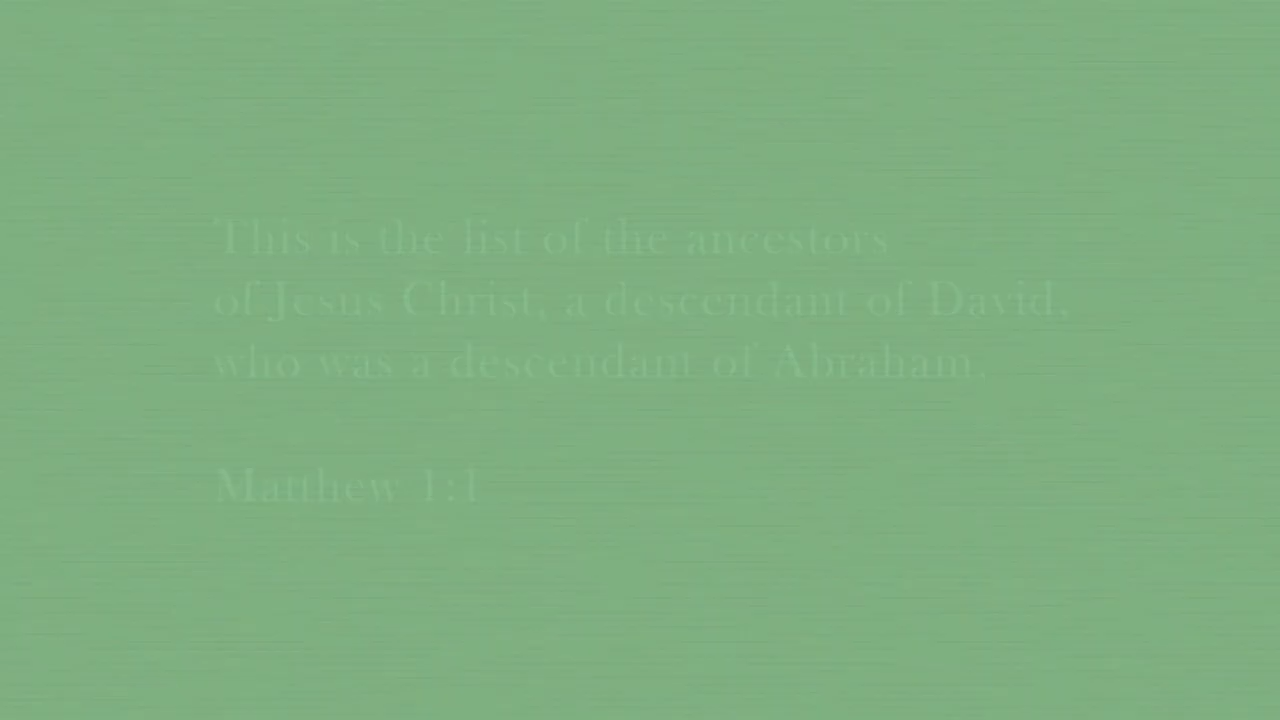 This is the list of the ancestors
of Jesus Christ, a descendant of David,
who was a descendant of Abraham.
Matthew 1:1